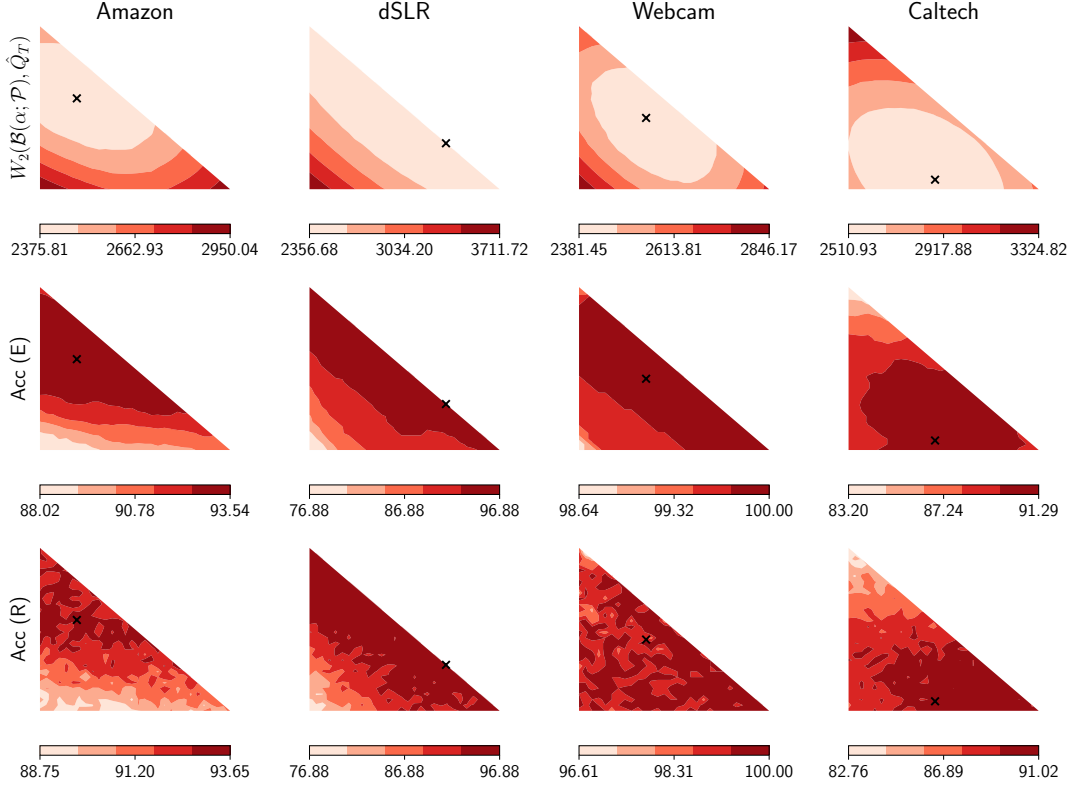 Amazon dSLR Webcam Caltech
W₂(ℬ(α; 𝒫), Q̂_T)
2375.81 2662.93 2950.04 2356.68 3034.20 3711.72 2381.45 2613.81 2846.17 2510.93 2917.88 3324.82
Acc (E)
88.02 90.78 93.54 76.88 86.88 96.88 98.64 99.32 100.00 83.20 87.24 91.29
Acc (R)
88.75 91.20 93.65 76.88 86.88 96.88 96.61 98.31 100.00 82.76 86.89 91.02